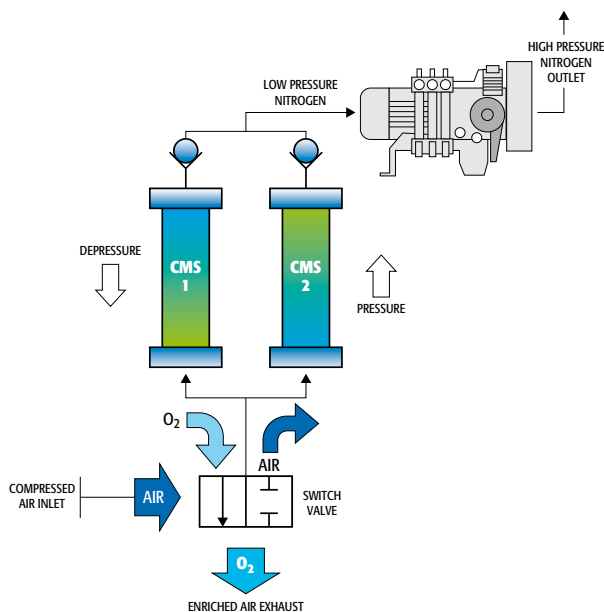 HIGH PRESSURE
NITROGEN
OUTLET
LOW PRESSURE
NITROGEN
DEPRESSURE
CMS
1
CMS
2
PRESSURE
O₂
AIR
COMPRESSED
AIR INLET
AIR
SWITCH
VALVE
O₂
ENRICHED AIR EXHAUST